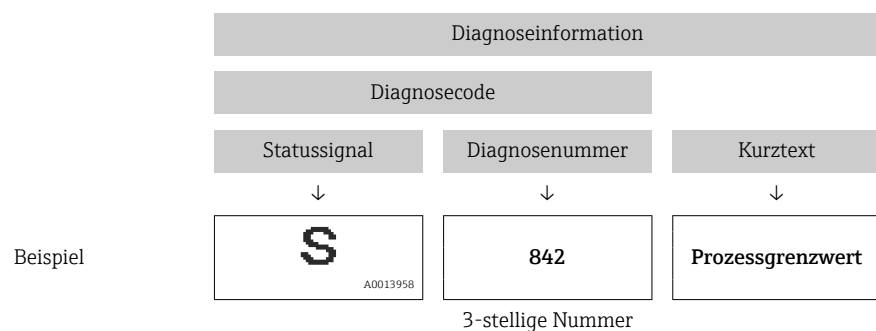 Diagnoseinformation
Diagnosecode
Statussignal Diagnosenummer Kurztext
↓ ↓ ↓
Beispiel S 842 Prozessgrenzwert
A0013958
3-stellige Nummer